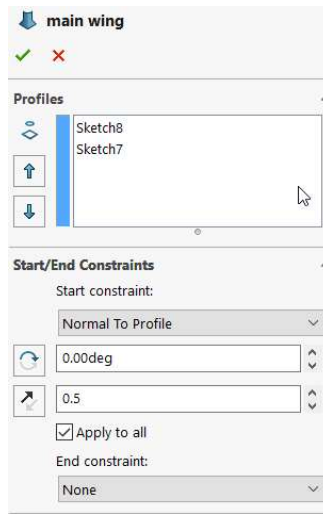 main wing
Profiles
Sketch8
Sketch7
Start/End Constraints
Start constraint:
Normal To Profile
0.00deg
0.5
Apply to all
End constraint:
None